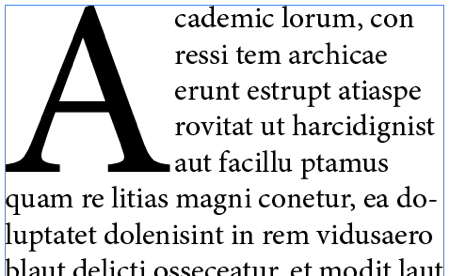 Academic lorum, con
ressi tem archicae
erunt estrupt atiaspe
rovitat ut harcidignist
aut facillu ptamus
quam re litias magni conetur, ea do-
luptatet dolenisint in rem vidusaero
blaut delicti osseceatur, et modit laut